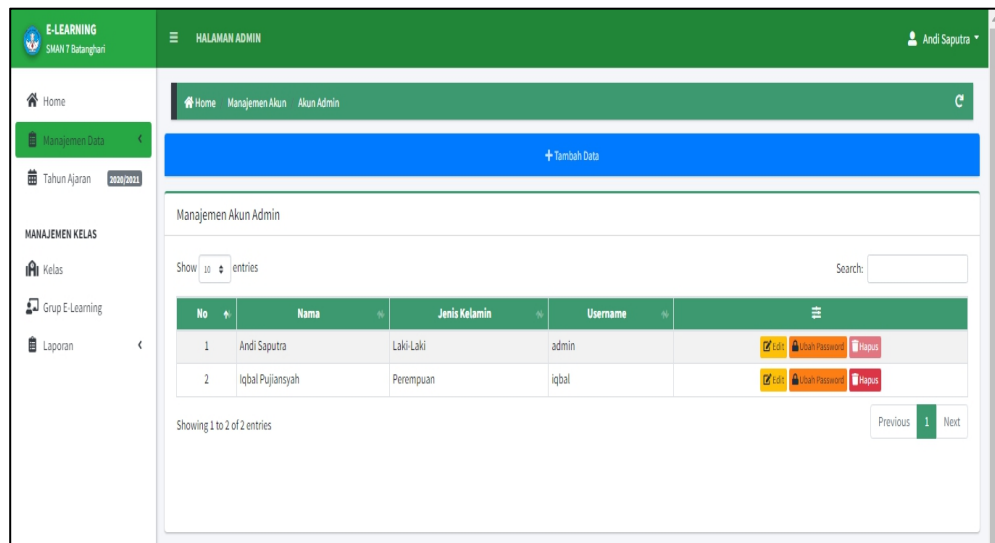 E-LEARNING
SMAN 7 Batanghari
HALAMAN ADMIN
Andi Saputra
Home
Manajemen Data
Tahun Ajaran 2020/2021
MANAJEMEN KELAS
Kelas
Grup E-Learning
Laporan
Home Manajemen Akun Akun Admin
+ Tambah Data
Manajemen Akun Admin
Show 10 entries Search:
No Nama Jenis Kelamin Username
1 Andi Saputra Laki-Laki admin Edit Ubah Password Hapus
2 Iqbal Pujiansyah Perempuan iqbal Edit Ubah Password Hapus
Showing 1 to 2 of 2 entries Previous 1 Next